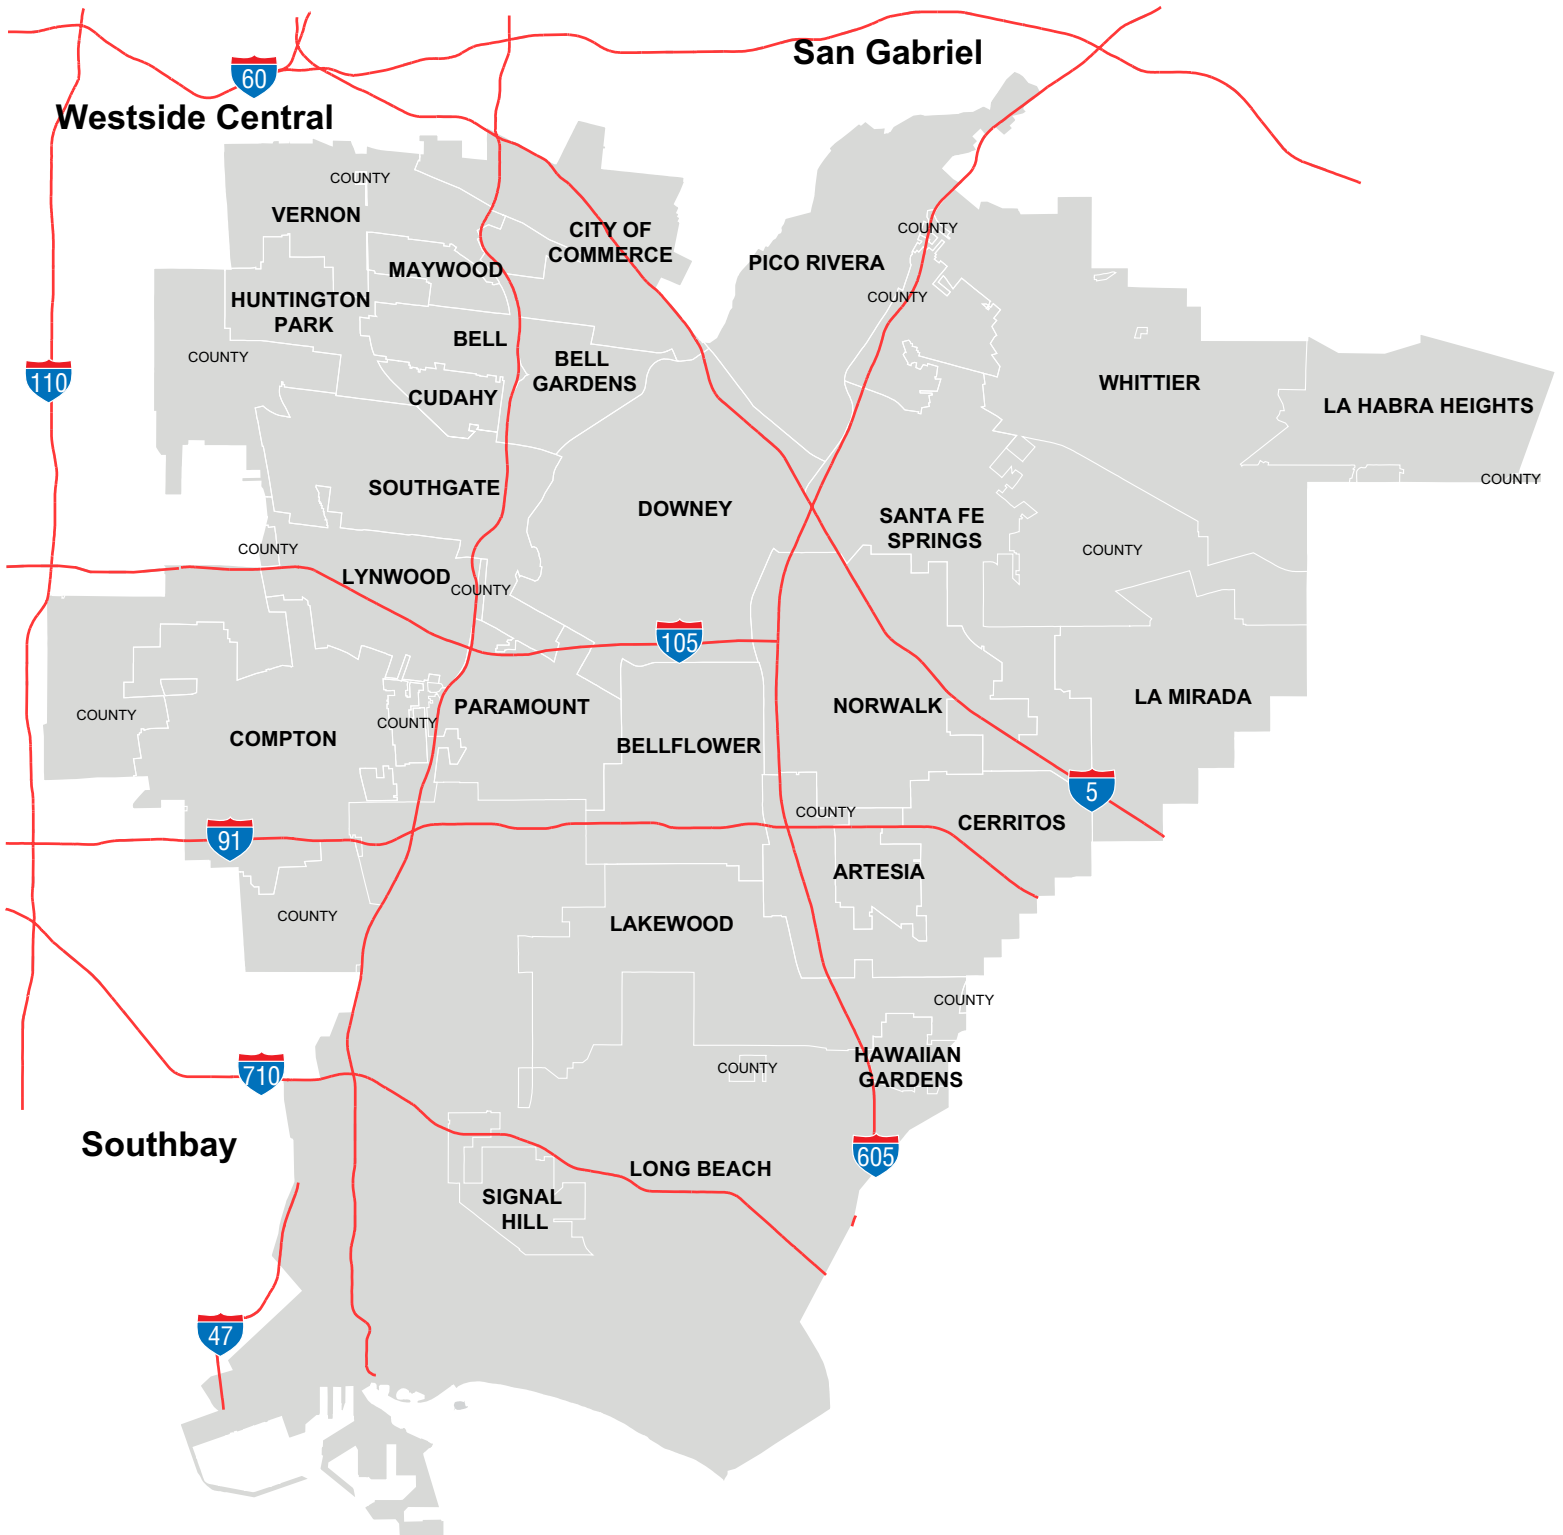 San Gabriel
60
Westside Central
COUNTY
VERNON
CITY OF
COMMERCE
COUNTY
PICO RIVERA
MAYWOOD
HUNTINGTON
PARK
COUNTY
BELL
COUNTY
BELL
GARDENS
110
WHITTIER
CUDAHY
LA HABRA HEIGHTS
COUNTY
SOUTHGATE
DOWNEY
SANTA FE
SPRINGS
COUNTY
COUNTY
LYNWOOD
COUNTY
105
LA MIRADA
PARAMOUNT
NORWALK
COUNTY
COUNTY
COMPTON
BELLFLOWER
5
COUNTY
CERRITOS
91
ARTESIA
COUNTY
LAKEWOOD
COUNTY
HAWAIIAN
GARDENS
COUNTY
710
Southbay
605
LONG BEACH
SIGNAL
HILL
47